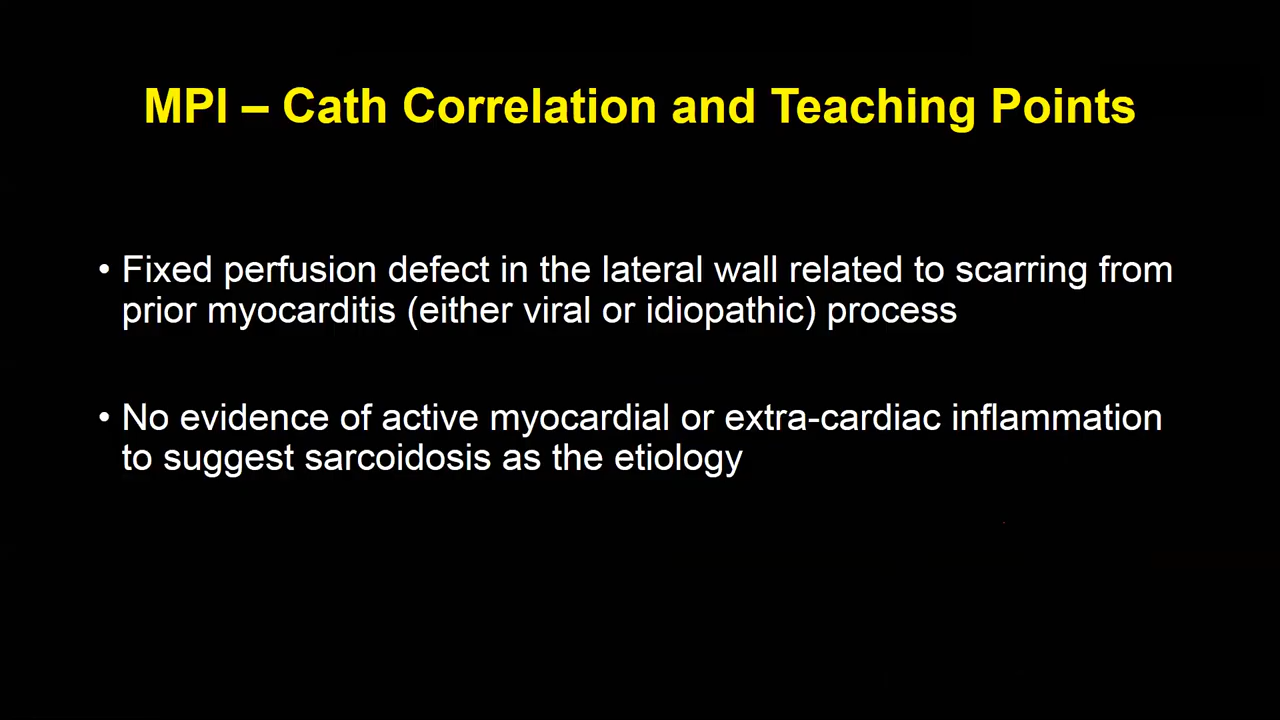 MPI – Cath Correlation and Teaching Points
• Fixed perfusion defect in the lateral wall related to scarring from
prior myocarditis (either viral or idiopathic) process
• No evidence of active myocardial or extra-cardiac inflammation
to suggest sarcoidosis as the etiology